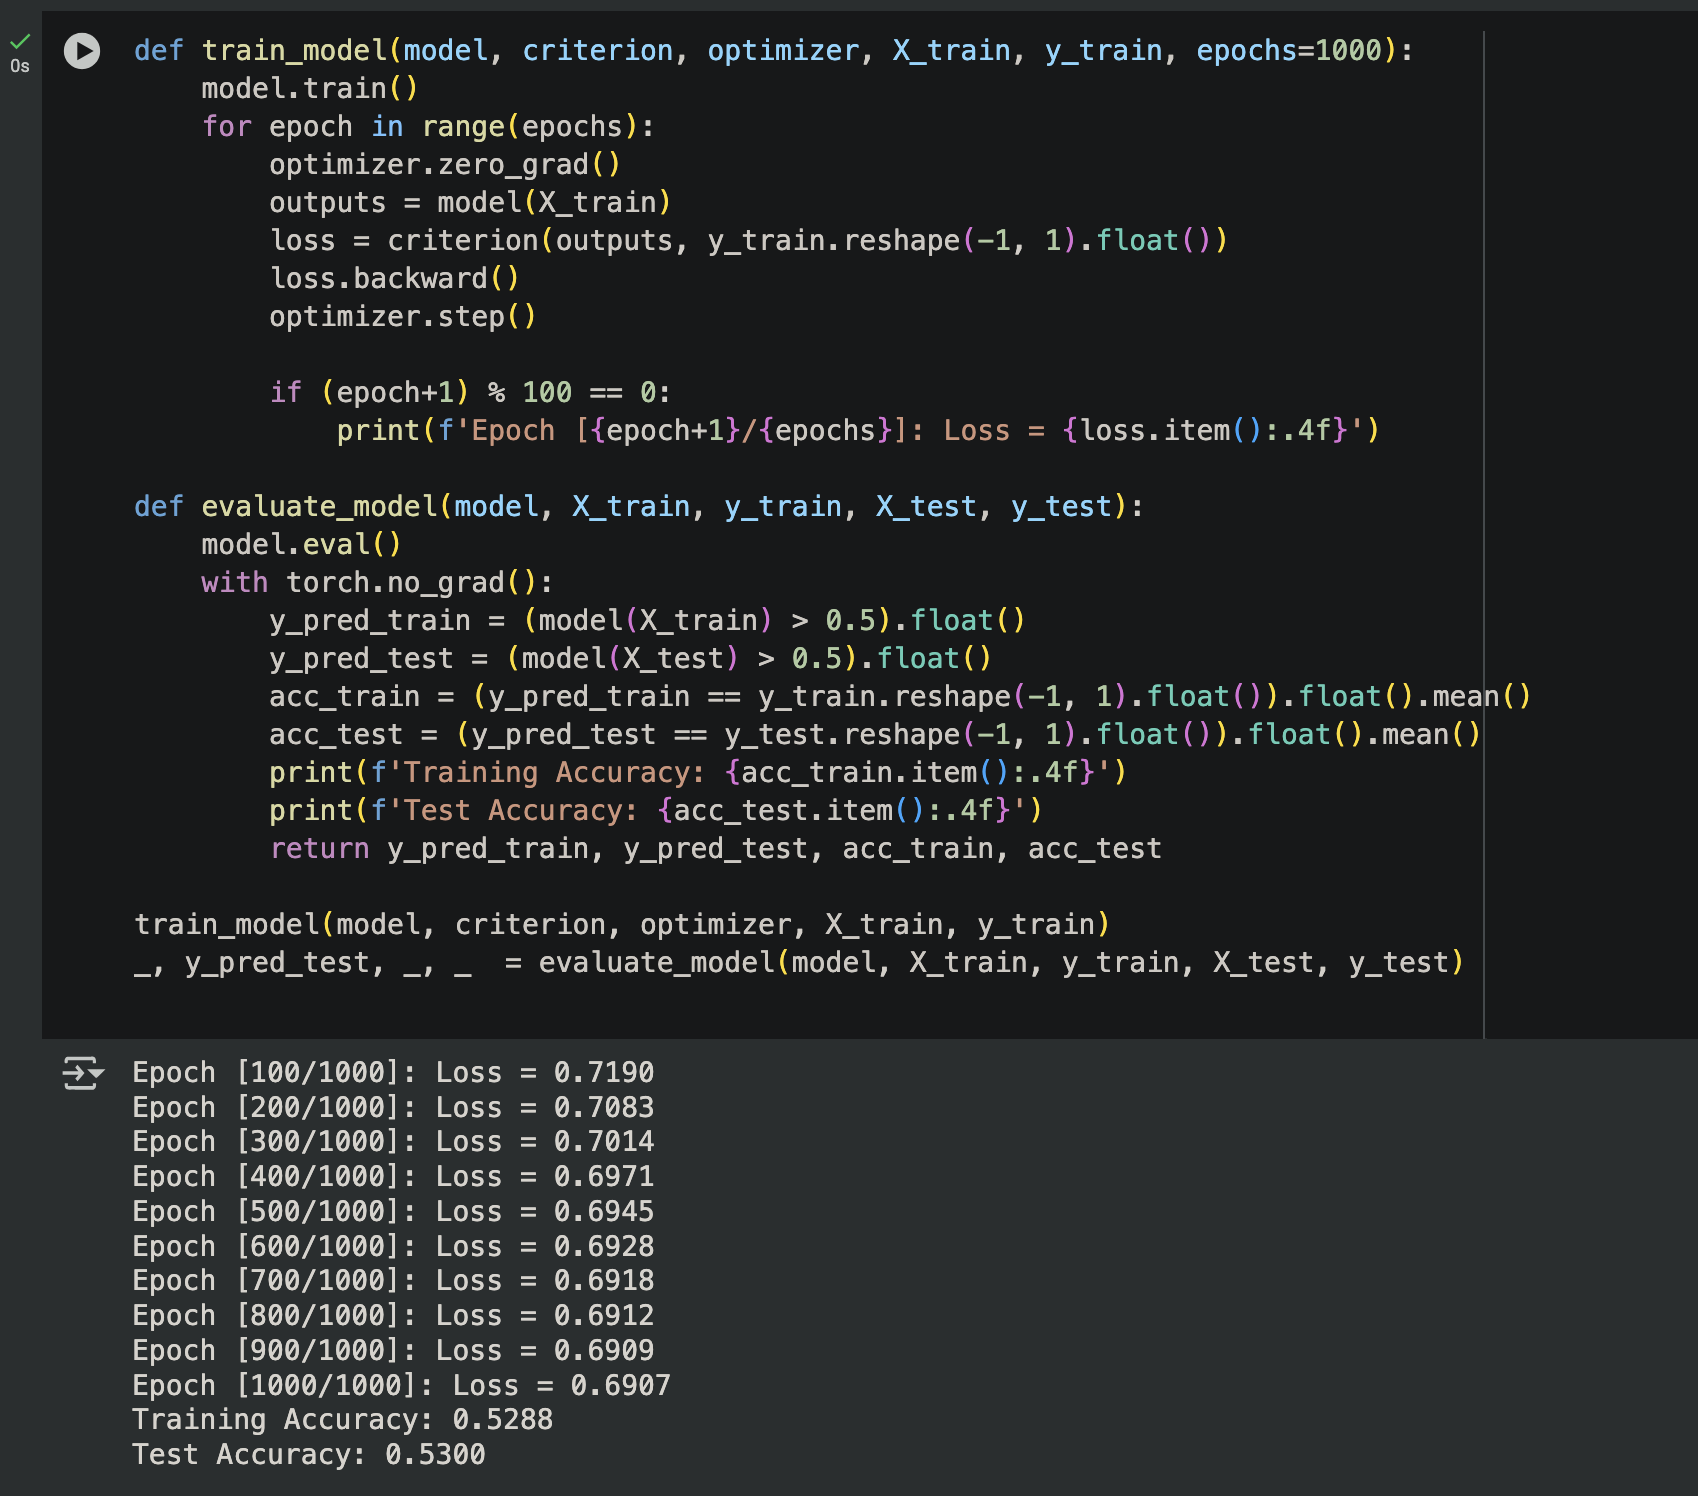 0s
def train_model(model, criterion, optimizer, X_train, y_train, epochs=1000):
    model.train()
    for epoch in range(epochs):
        optimizer.zero_grad()
        outputs = model(X_train)
        loss = criterion(outputs, y_train.reshape(-1, 1).float())
        loss.backward()
        optimizer.step()

        if (epoch+1) % 100 == 0:
            print(f'Epoch [{epoch+1}/{epochs}]: Loss = {loss.item():.4f}')

def evaluate_model(model, X_train, y_train, X_test, y_test):
    model.eval()
    with torch.no_grad():
        y_pred_train = (model(X_train) > 0.5).float()
        y_pred_test = (model(X_test) > 0.5).float()
        acc_train = (y_pred_train == y_train.reshape(-1, 1).float()).float().mean()
        acc_test = (y_pred_test == y_test.reshape(-1, 1).float()).float().mean()
        print(f'Training Accuracy: {acc_train.item():.4f}')
        print(f'Test Accuracy: {acc_test.item():.4f}')
        return y_pred_train, y_pred_test, acc_train, acc_test

train_model(model, criterion, optimizer, X_train, y_train)
_, y_pred_test, _, _  = evaluate_model(model, X_train, y_train, X_test, y_test)

Epoch [100/1000]: Loss = 0.7190
Epoch [200/1000]: Loss = 0.7083
Epoch [300/1000]: Loss = 0.7014
Epoch [400/1000]: Loss = 0.6971
Epoch [500/1000]: Loss = 0.6945
Epoch [600/1000]: Loss = 0.6928
Epoch [700/1000]: Loss = 0.6918
Epoch [800/1000]: Loss = 0.6912
Epoch [900/1000]: Loss = 0.6909
Epoch [1000/1000]: Loss = 0.6907
Training Accuracy: 0.5288
Test Accuracy: 0.5300